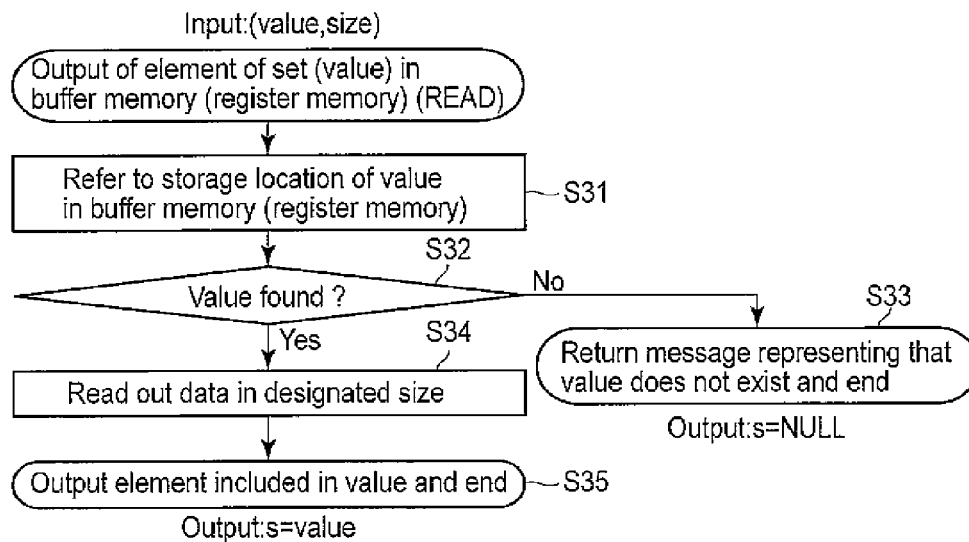 Input:(value,size)
Output of element of set (value) in
buffer memory (register memory) (READ)
Refer to storage location of value
in buffer memory (register memory)
S31
S32
Value found ?
No
Yes
S33
Return message representing that
value does not exist and end
Output:s=NULL
S34
Read out data in designated size
Output element included in value and end
S35
Output:s=value